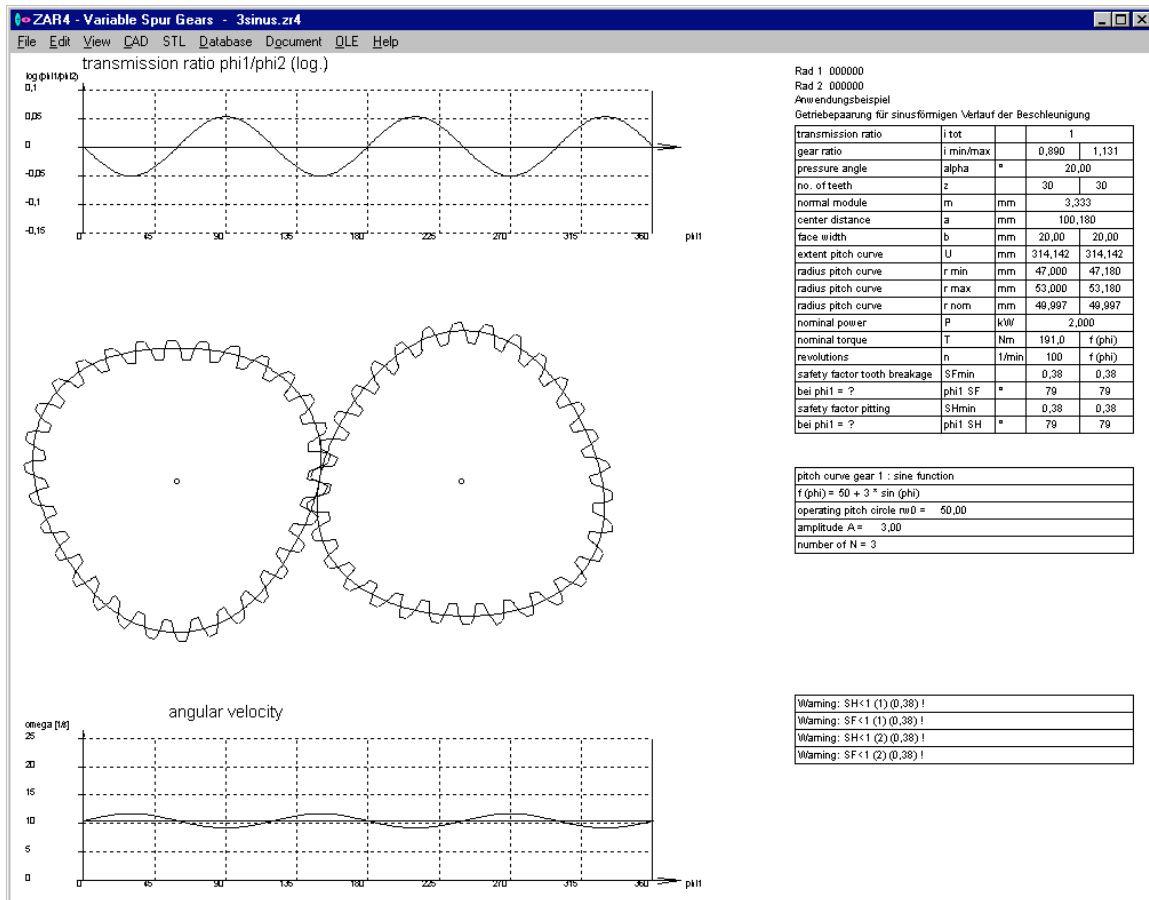 ZAR4 - Variable Spur Gears - 3sinus.zr4
File Edit View CAD STL Database Document OLE Help
transmission ratio phi1/phi2 (log.)
log(phi1/phi2)
0,1
0,05
0
-0,05
-0,1
-0,15
0 45 90 135 180 225 270 315 360 phi1
Rad 1 000000
Rad 2 000000
Anwendungsbeispiel
Getriebepaarung für sinusförmigen Verlauf der Beschleunigung
transmission ratio i tot 1
gear ratio i min/max 0,890 1,131
pressure angle alpha ° 20,00
no. of teeth z 30 30
normal module m mm 3,333
center distance a mm 100,180
face width b mm 20,00 20,00
extent pitch curve U mm 314,142 314,142
radius pitch curve r min mm 47,000 47,180
radius pitch curve r max mm 53,000 53,180
radius pitch curve r nom mm 49,997 49,997
nominal power P kW 2,000
nominal torque T Nm 191,0 f (phi)
revolutions n 1/min 100 f (phi)
safety factor tooth breakage SFmin 0,38 0,38
bei phi1 = ? phi1 SF ° 79 79
safety factor pitting SHmin 0,38 0,38
bei phi1 = ? phi1 SH ° 79 79
pitch curve gear 1 : sine function
f (phi) = 50 + 3 * sin (phi)
operating pitch circle rw0 = 50,00
amplitude A = 3,00
number of N = 3
angular velocity
omega [1/s]
25
20
15
10
5
0
0 45 90 135 180 225 270 315 360 phi1
Warning: SH<1 (1) (0,38) !
Warning: SF<1 (1) (0,38) !
Warning: SH<1 (2) (0,38) !
Warning: SF<1 (2) (0,38) !